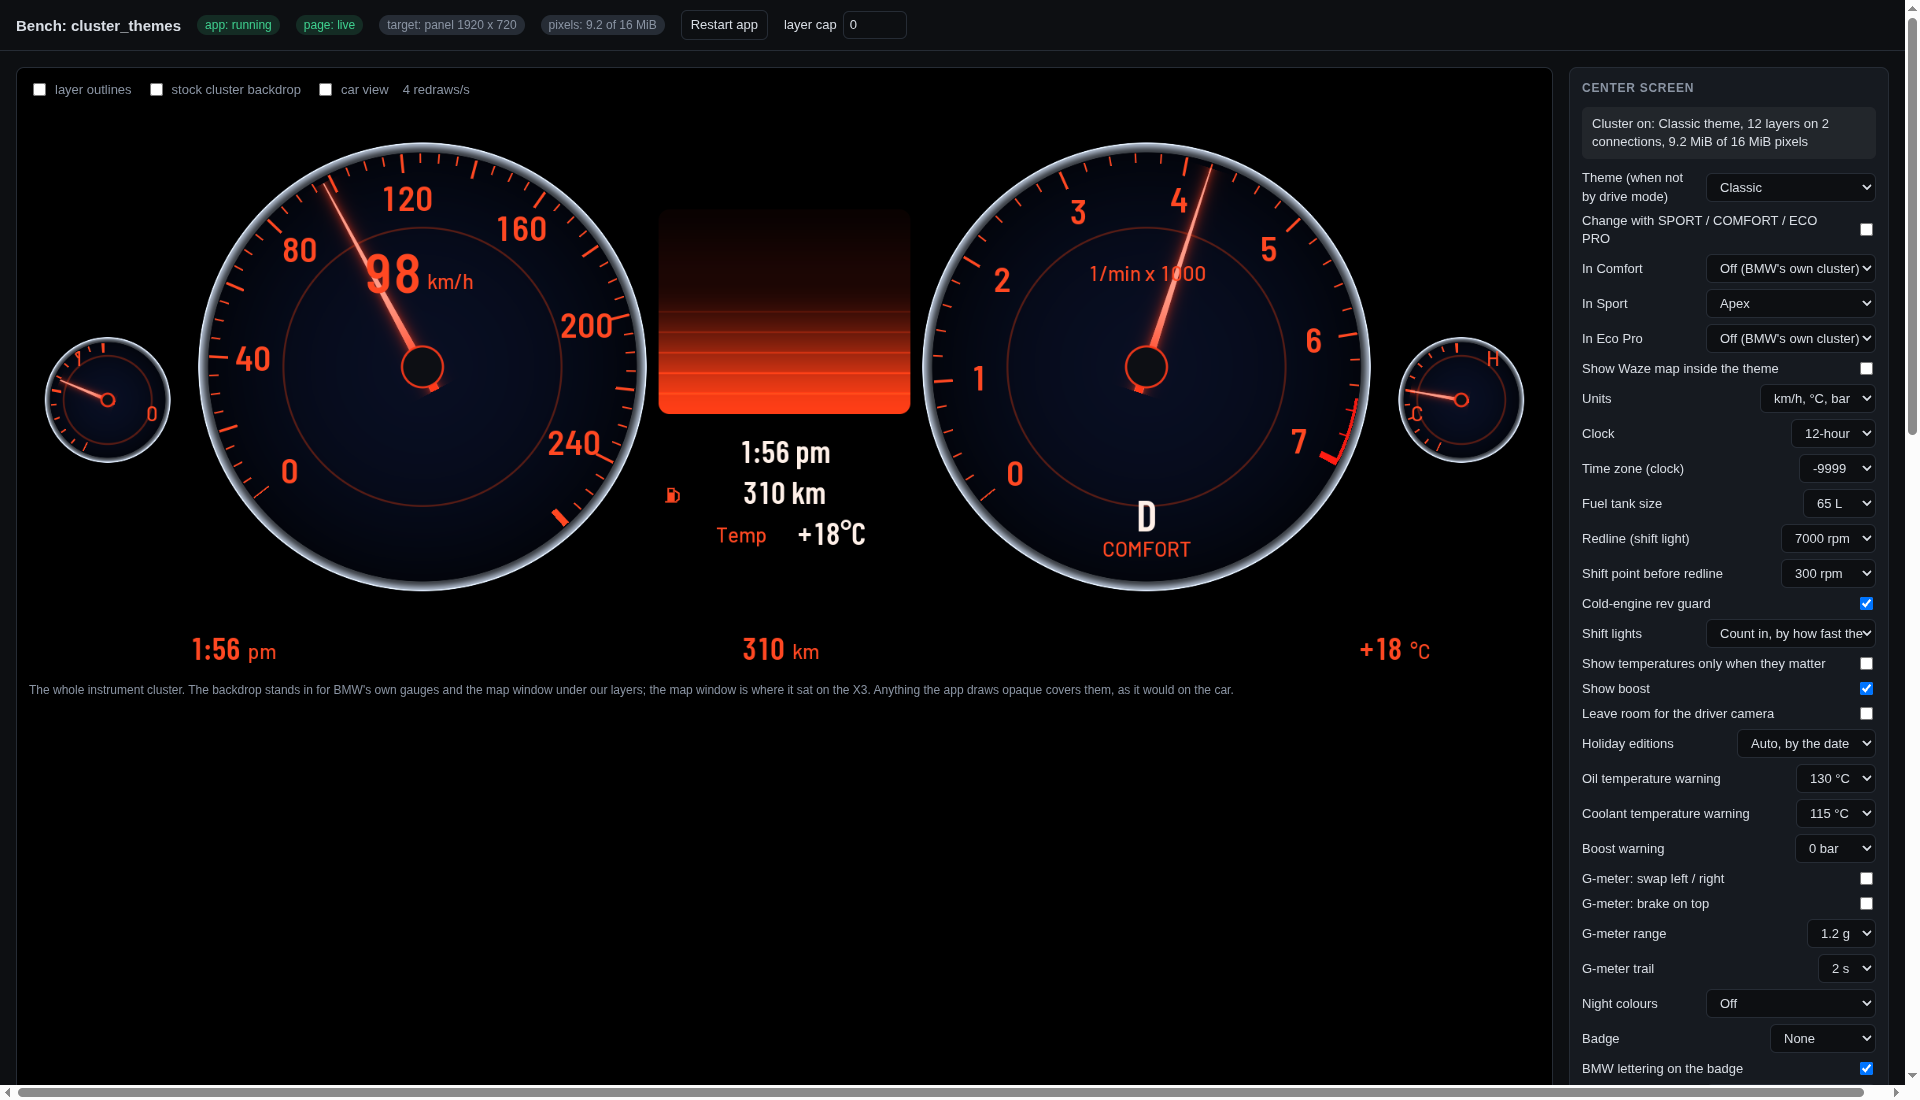 Bench: cluster_themes
app: running
page: live
target: panel 1920 x 720
pixels: 9.2 of 16 MiB
Restart app
layer cap
0
layer outlines
stock cluster backdrop
car view
4 redraws/s
1
0
0
40
80
120
160
200
240
98 km/h
1:56 pm
310 km
Temp +18°C
0
1
2
3
4
5
6
7
1/min x 1000
D
COMFORT
H
C
1:56 pm
310 km
+18 °C
The whole instrument cluster. The backdrop stands in for BMW's own gauges and the map window under our layers; the map window is where it sat on the X3. Anything the app draws opaque covers them, as it would on the car.
CENTER SCREEN
Cluster on: Classic theme, 12 layers on 2
connections, 9.2 MiB of 16 MiB pixels
Theme (when not
by drive mode)
Classic
Change with SPORT / COMFORT / ECO
PRO
In Comfort
Off (BMW's own cluster)
In Sport
Apex
In Eco Pro
Off (BMW's own cluster)
Show Waze map inside the theme
Units
km/h, °C, bar
Clock
12-hour
Time zone (clock)
-9999
Fuel tank size
65 L
Redline (shift light)
7000 rpm
Shift point before redline
300 rpm
Cold-engine rev guard
Shift lights
Count in, by how fast the
Show temperatures only when they matter
Show boost
Leave room for the driver camera
Holiday editions
Auto, by the date
Oil temperature warning
130 °C
Coolant temperature warning
115 °C
Boost warning
0 bar
G-meter: swap left / right
G-meter: brake on top
G-meter range
1.2 g
G-meter trail
2 s
Night colours
Off
Badge
None
BMW lettering on the badge